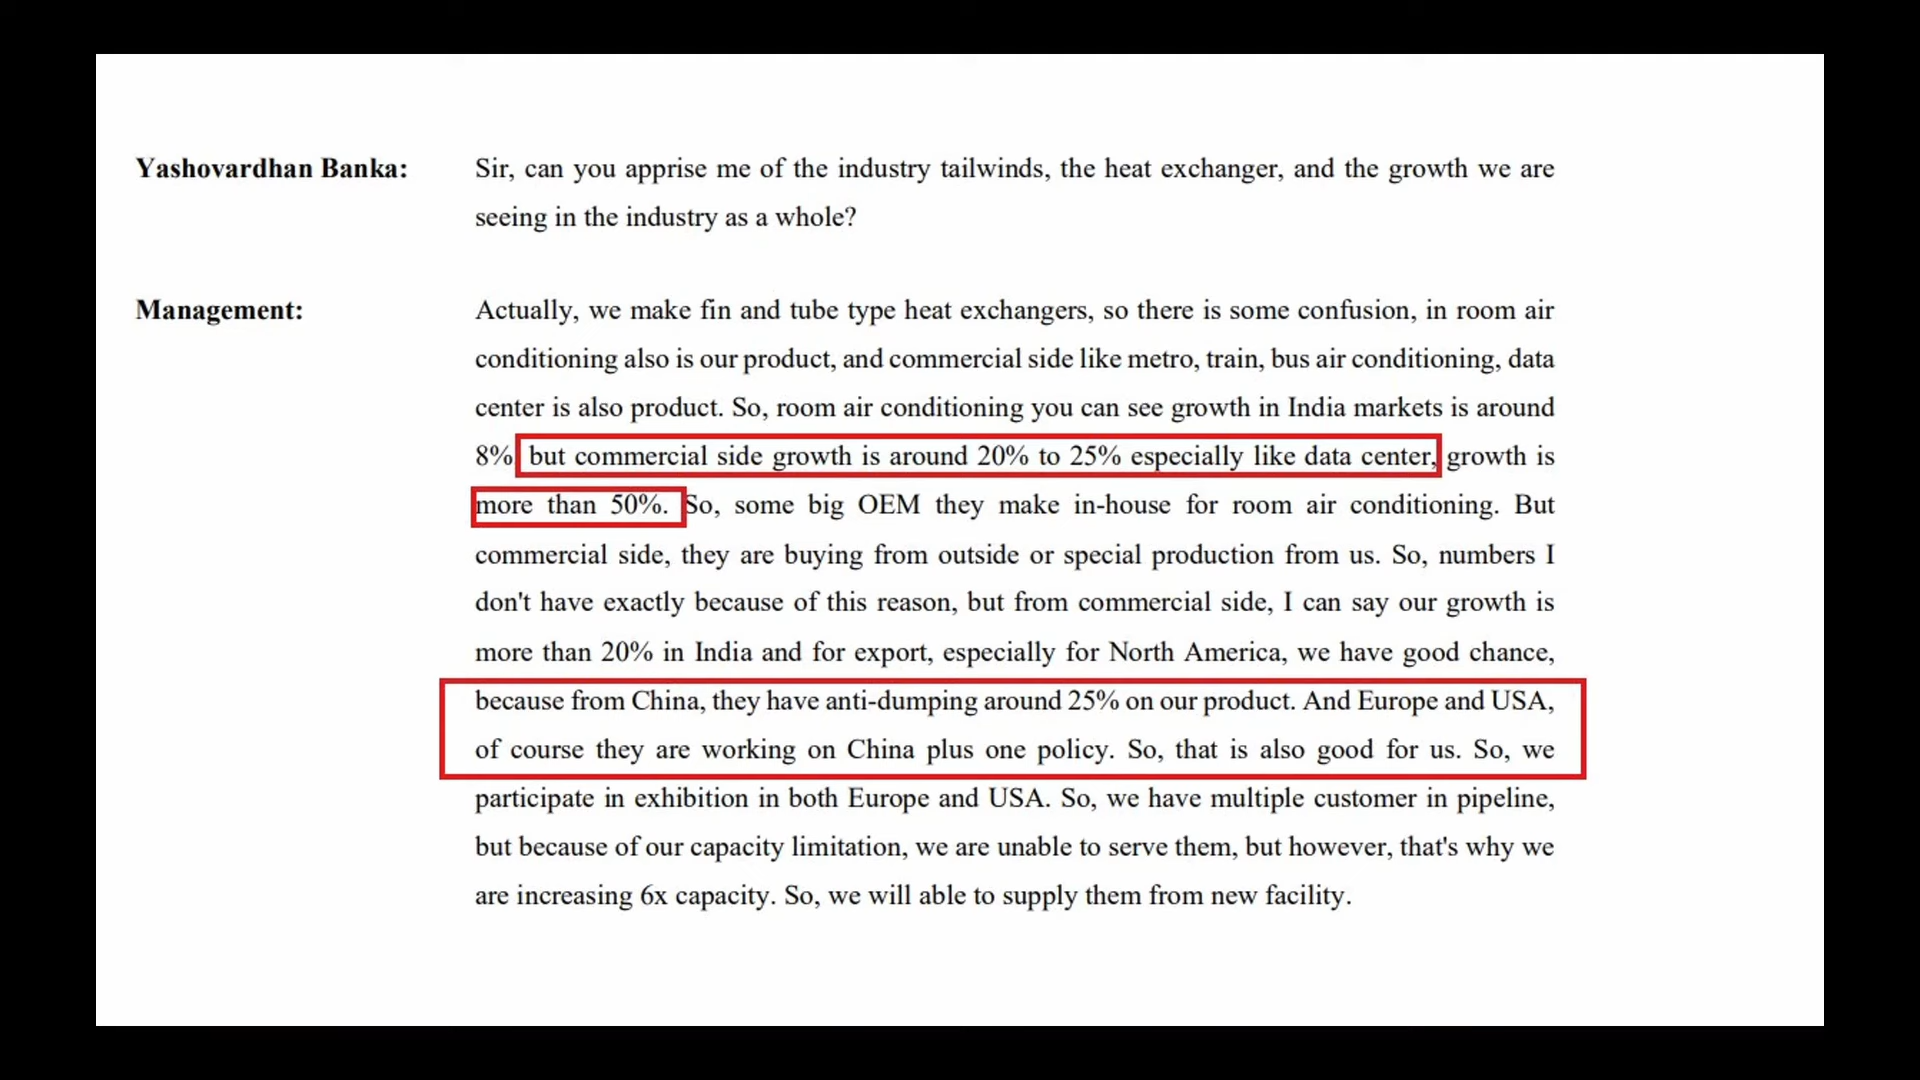 Yashovardhan Banka: Sir, can you apprise me of the industry tailwinds, the heat exchanger, and the growth we are
seeing in the industry as a whole?
Management: Actually, we make fin and tube type heat exchangers, so there is some confusion, in room air
conditioning also is our product, and commercial side like metro, train, bus air conditioning, data
center is also product. So, room air conditioning you can see growth in India markets is around
8% but commercial side growth is around 20% to 25% especially like data center, growth is
more than 50%. So, some big OEM they make in-house for room air conditioning. But
commercial side, they are buying from outside or special production from us. So, numbers I
don't have exactly because of this reason, but from commercial side, I can say our growth is
more than 20% in India and for export, especially for North America, we have good chance,
because from China, they have anti-dumping around 25% on our product. And Europe and USA,
of course they are working on China plus one policy. So, that is also good for us. So, we
participate in exhibition in both Europe and USA. So, we have multiple customer in pipeline,
but because of our capacity limitation, we are unable to serve them, but however, that's why we
are increasing 6x capacity. So, we will able to supply them from new facility.